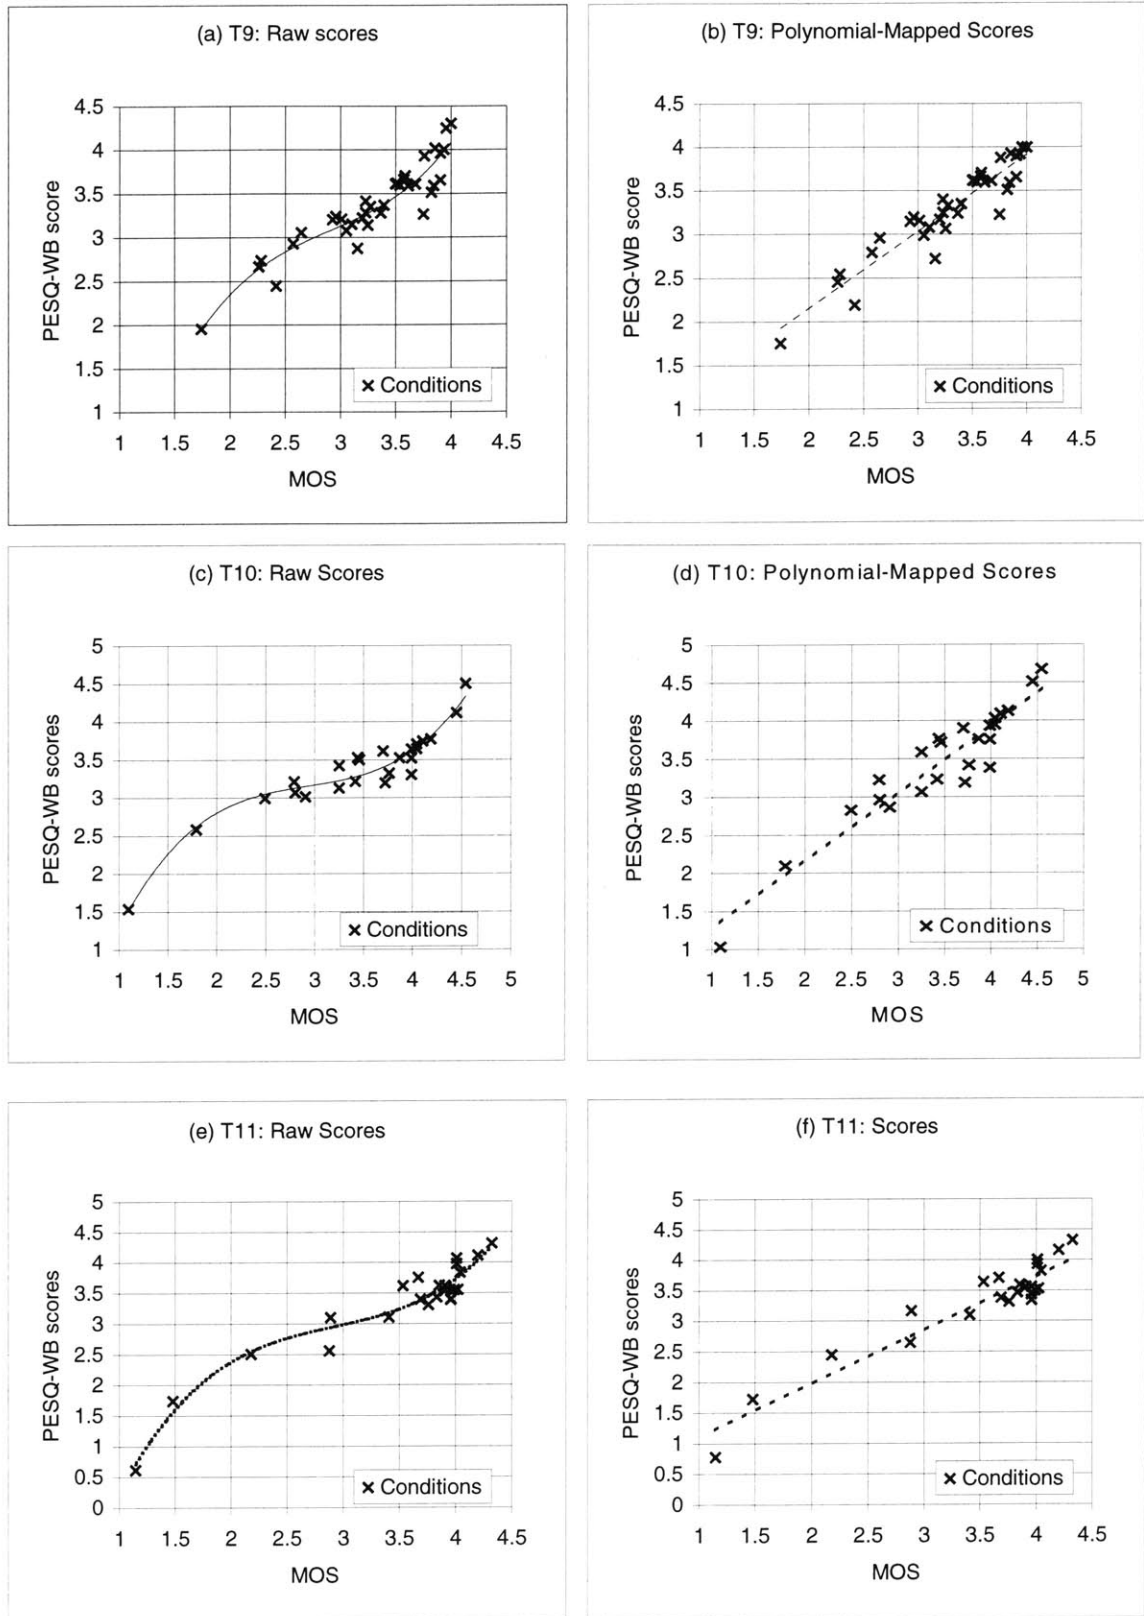 (a) T9: Raw scores
PESQ-WB score
4.5
4
3.5
3
2.5
2
1.5
1
× Conditions
1 1.5 2 2.5 3 3.5 4 4.5
MOS
(b) T9: Polynomial-Mapped Scores
PESQ-WB score
4.5
4
3.5
3
2.5
2
1.5
1
× Conditions
1 1.5 2 2.5 3 3.5 4 4.5
MOS
(c) T10: Raw Scores
PESQ-WB scores
5
4.5
4
3.5
3
2.5
2
1.5
1
× Conditions
1 1.5 2 2.5 3 3.5 4 4.5 5
MOS
(d) T10: Polynomial-Mapped Scores
PESQ-WB scores
5
4.5
4
3.5
3
2.5
2
1.5
1
× Conditions
1 1.5 2 2.5 3 3.5 4 4.5 5
MOS
(e) T11: Raw Scores
PESQ-WB scores
5
4.5
4
3.5
3
2.5
2
1.5
1
0.5
0
× Conditions
1 1.5 2 2.5 3 3.5 4 4.5
MOS
(f) T11: Scores
PESQ-WB scores
5
4.5
4
3.5
3
2.5
2
1.5
1
0.5
0
× Conditions
1 1.5 2 2.5 3 3.5 4 4.5
MOS